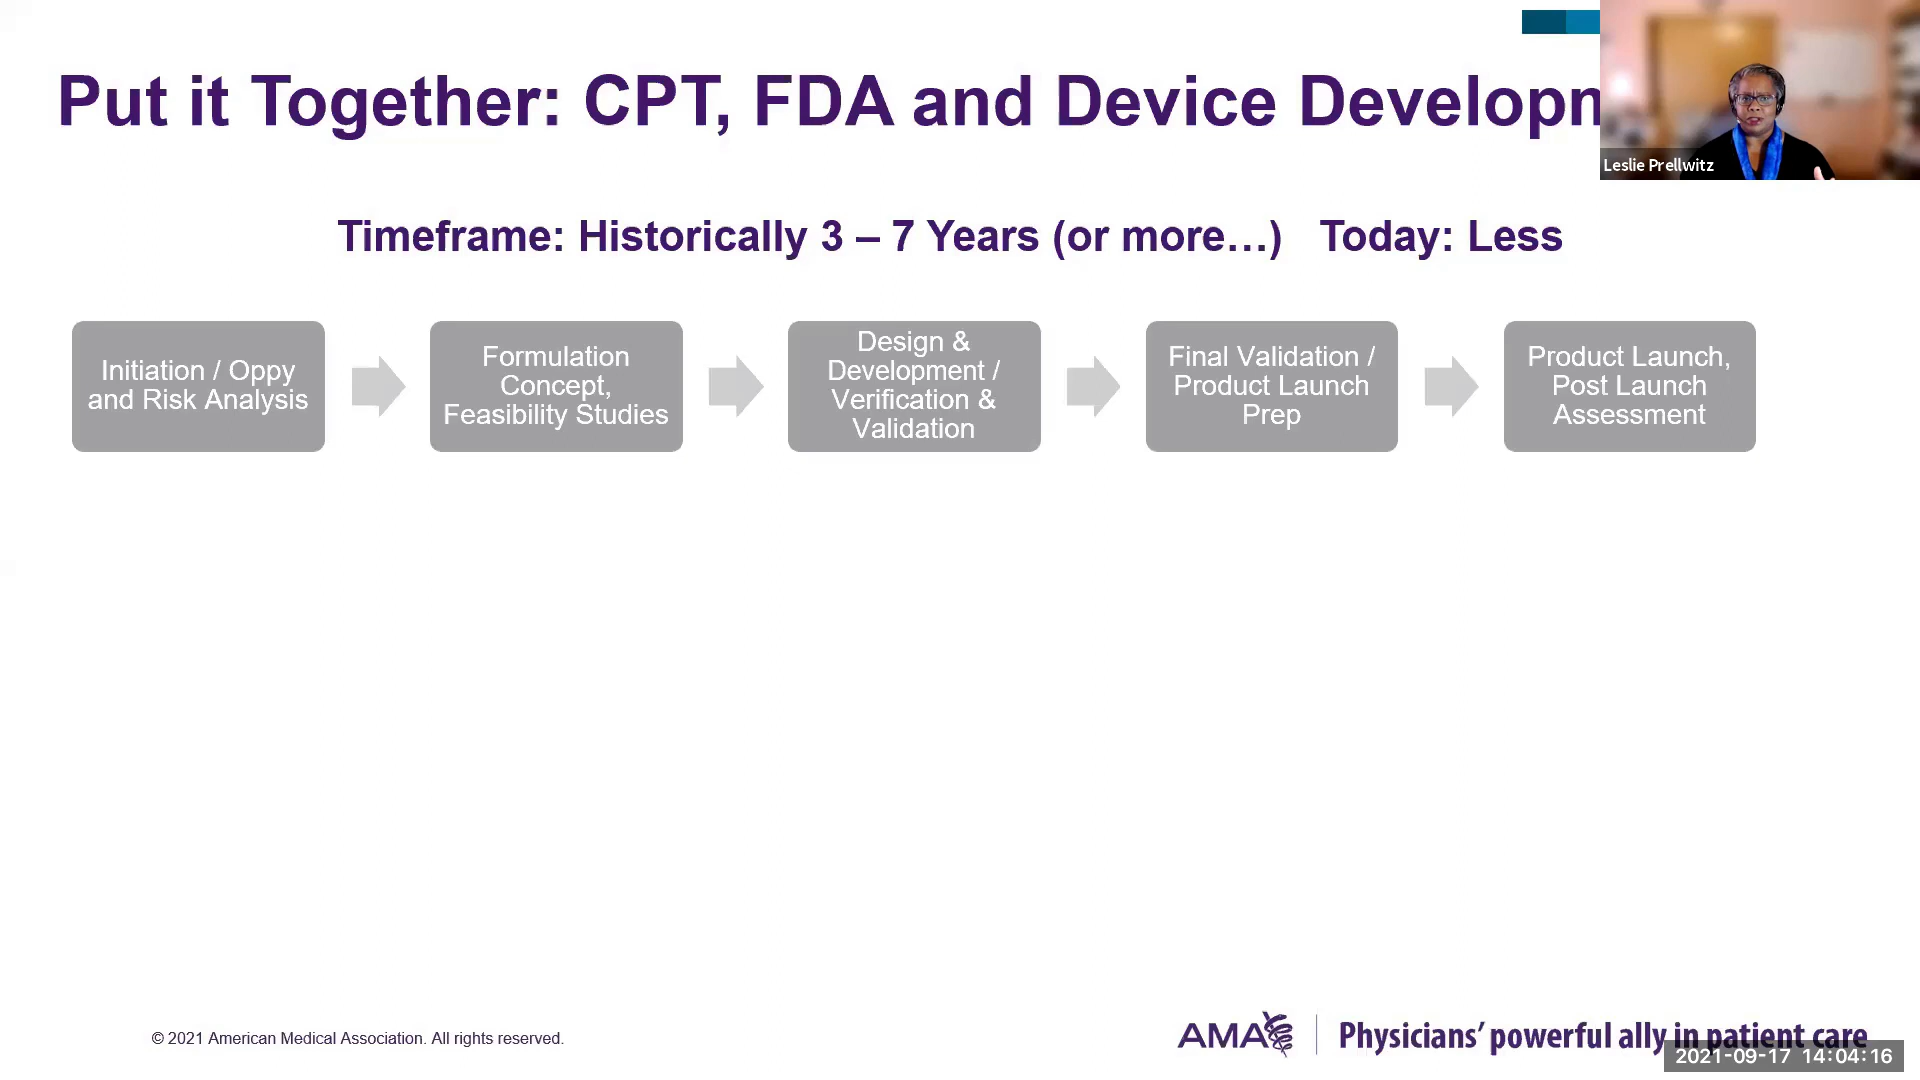 Put it Together: CPT, FDA and Device Developm
Leslie Prellwitz
Timeframe: Historically 3 – 7 Years (or more…) Today: Less
Initiation / Oppy
and Risk Analysis
Formulation
Concept,
Feasibility Studies
Design &
Development /
Verification &
Validation
Final Validation /
Product Launch
Prep
Product Launch,
Post Launch
Assessment
© 2021 American Medical Association. All rights reserved.
AMA
Physicians’ powerful ally in patient care
2021-09-17 14:04:16